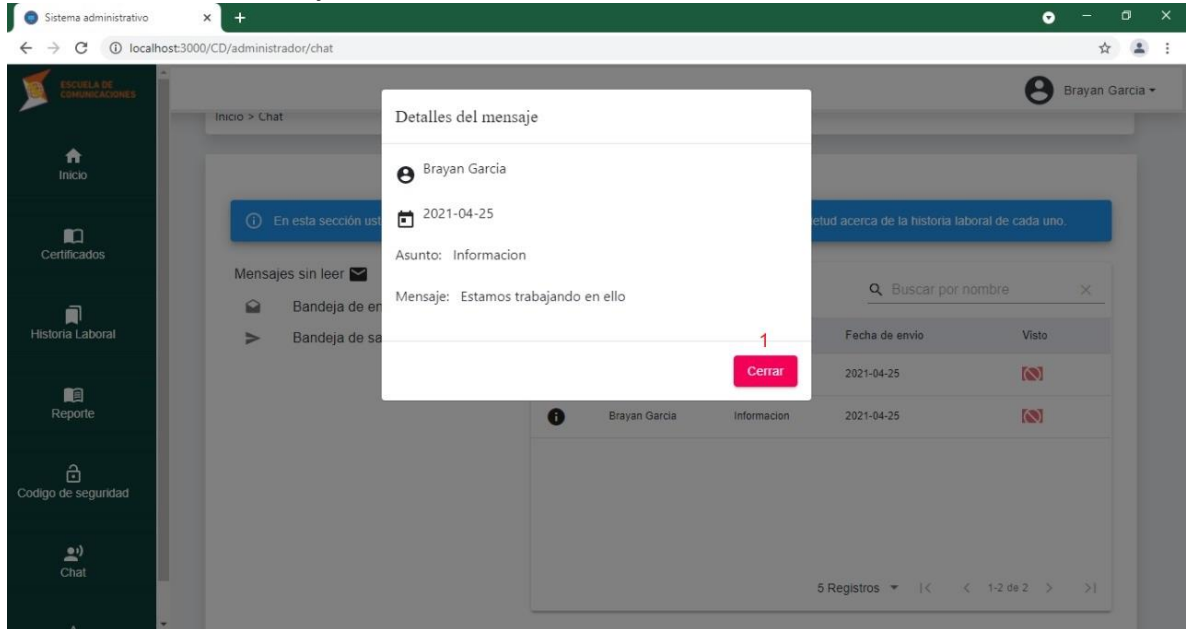 Sistema administrativo
localhost:3000/CD/administrador/chat
ESCUELA DE
COMUNICACIONES
Brayan Garcia
Inicio > Chat
Detalles del mensaje
Brayan Garcia
2021-04-25
Asunto: Informacion
Mensaje: Estamos trabajando en ello
1
Cerrar
Inicio
Certificados
Historia Laboral
Reporte
Codigo de seguridad
Chat
En esta sección ust
etud acerca de la historia laboral de cada uno.
Mensajes sin leer
Bandeja de en
Bandeja de sa
Buscar por nombre
Fecha de envio Visto
2021-04-25
Brayan Garcia Informacion 2021-04-25
5 Registros 1-2 de 2